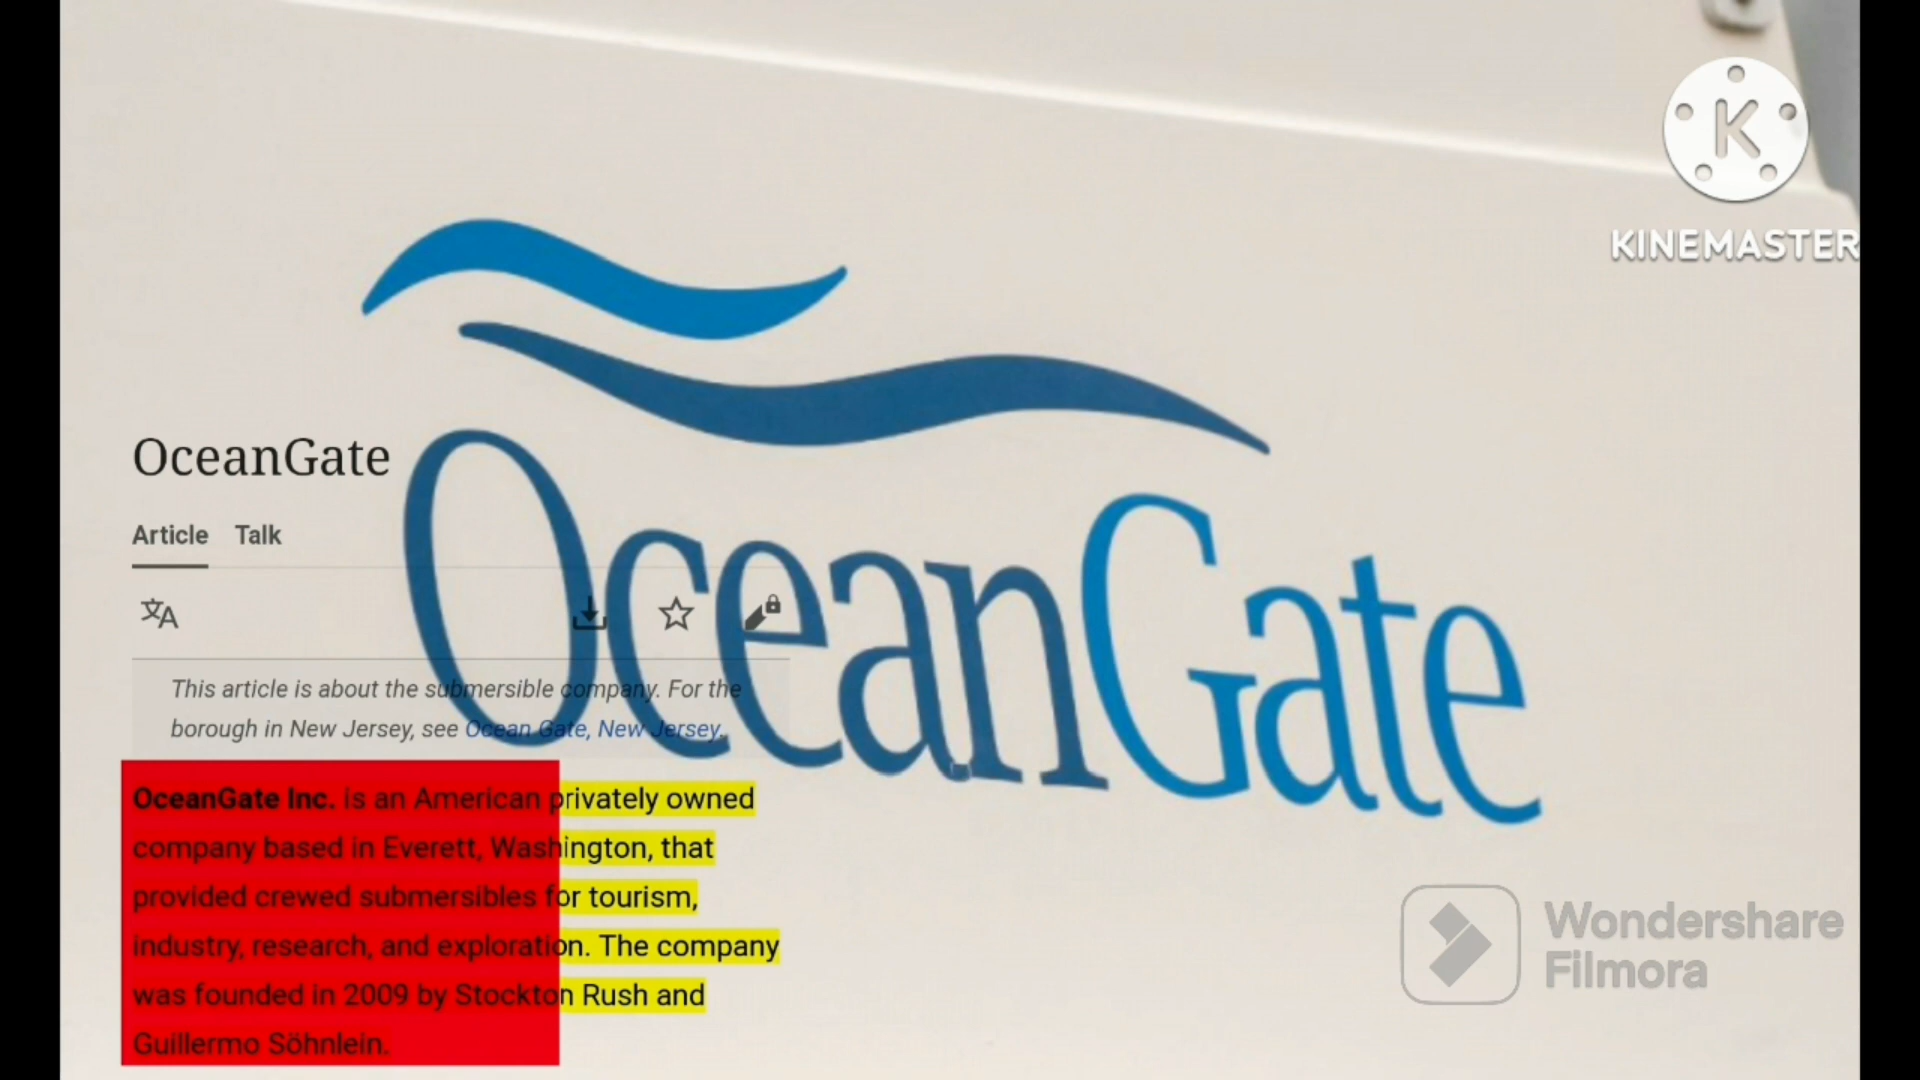 K
KINEMASTER
OceanGate
OceanGate
Article Talk
文A
This article is about the submersible company. For the
borough in New Jersey, see Ocean Gate, New Jersey.
OceanGate Inc. is an American privately owned
company based in Everett, Washington, that
provided crewed submersibles for tourism,
industry, research, and exploration. The company
was founded in 2009 by Stockton Rush and
Guillermo Söhnlein.
Wondershare
Filmora